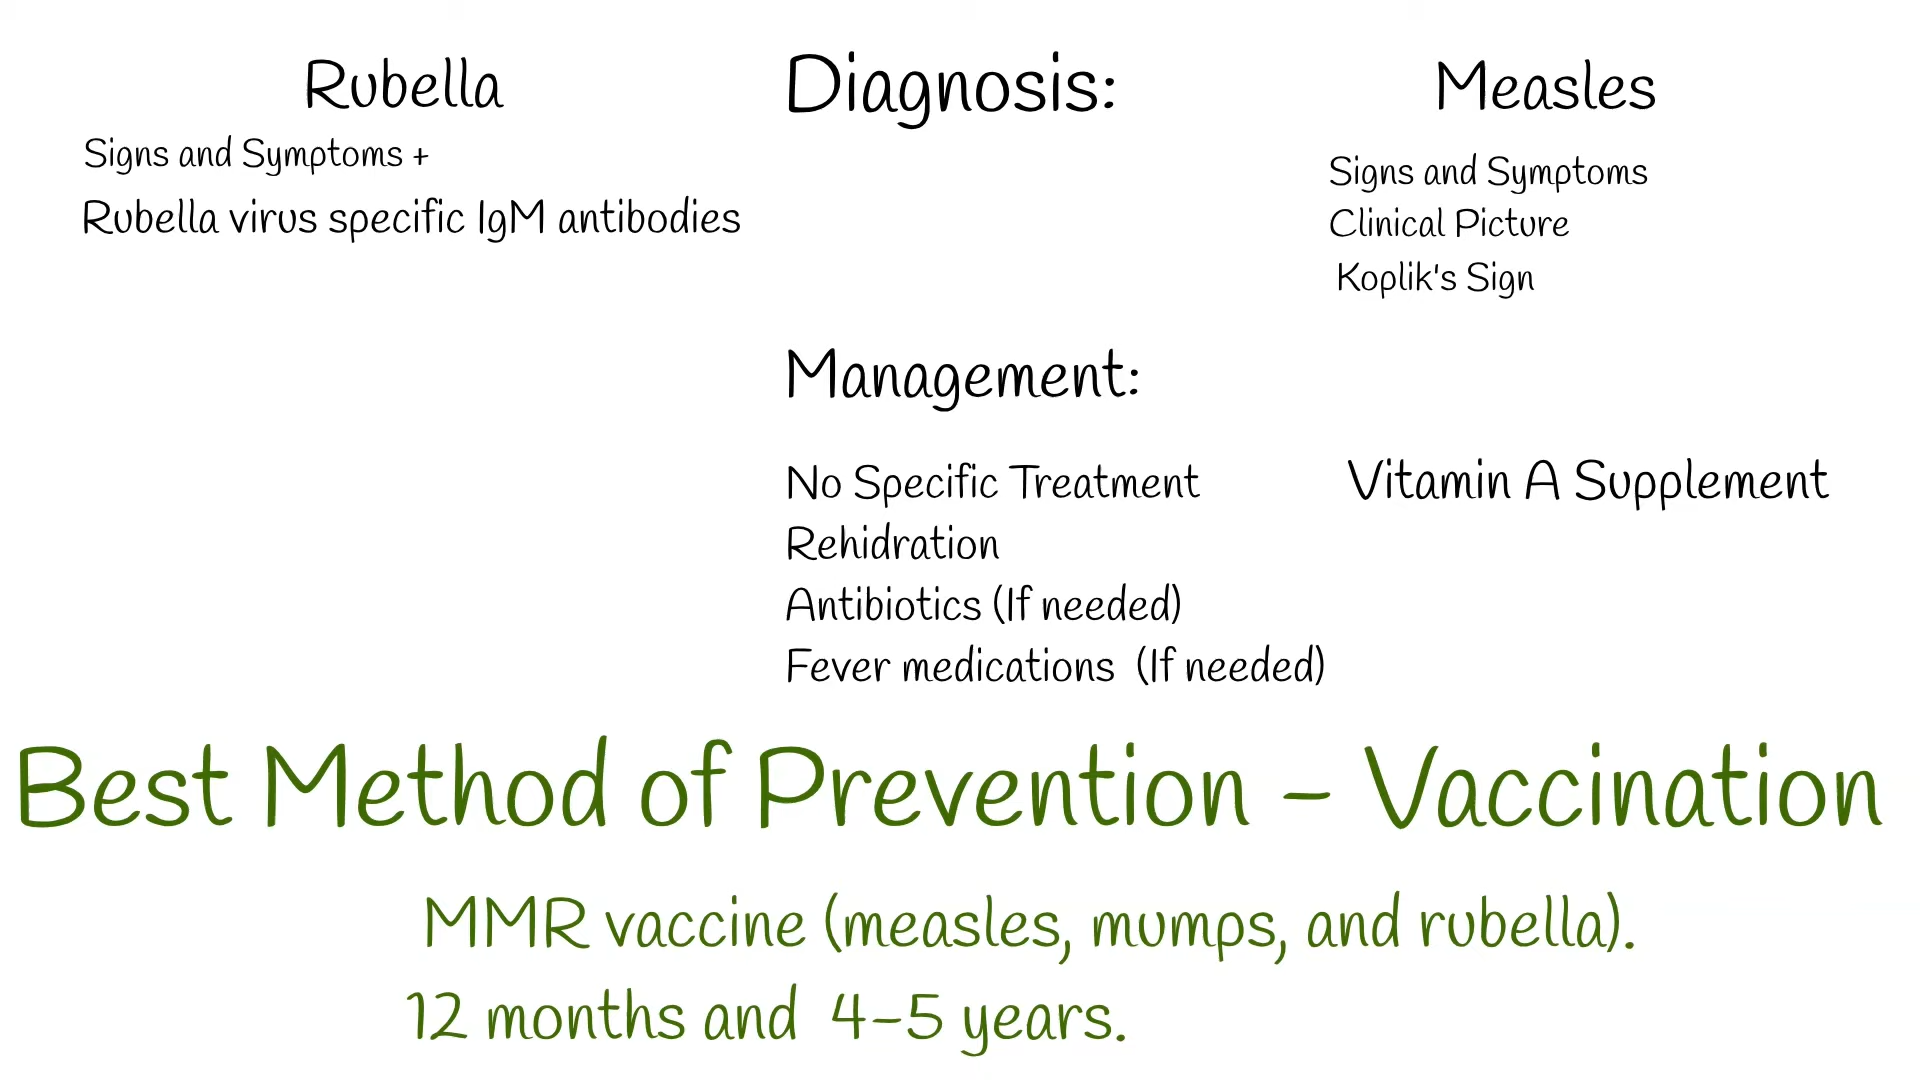 Rubella
Diagnosis:
Measles
Signs and Symptoms +
Rubella virus specific IgM antibodies
Signs and Symptoms
Clinical Picture
Koplik's Sign
Management:
No Specific Treatment
Vitamin A Supplement
Rehidration
Antibiotics (If needed)
Fever medications (If needed)
Best Method of Prevention - Vaccination
MMR vaccine (measles, mumps, and rubella).
12 months and 4-5 years.